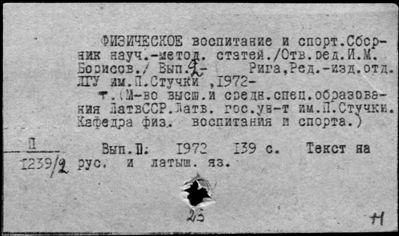 ФИЗИЧЕСКОЕ воспитание и спорт.Сбор-
ник науч.-метод. статей./Отв.ред.И.М.
Борисов./ Вып.2- Рига,Ред.-изд.отд.
ЛГУ им.П.Стучки ,1972-
т.(М-во высш.и средн.спец.образова-
ния ЛатвССР.Латв. гос.ун-т им.П.Стучки.
Кафедра физ. воспитания и спорта.)
П
1239/2
Вып.П: 1972 139 с. Текст на
рус. и латыш. яз.
23
Н